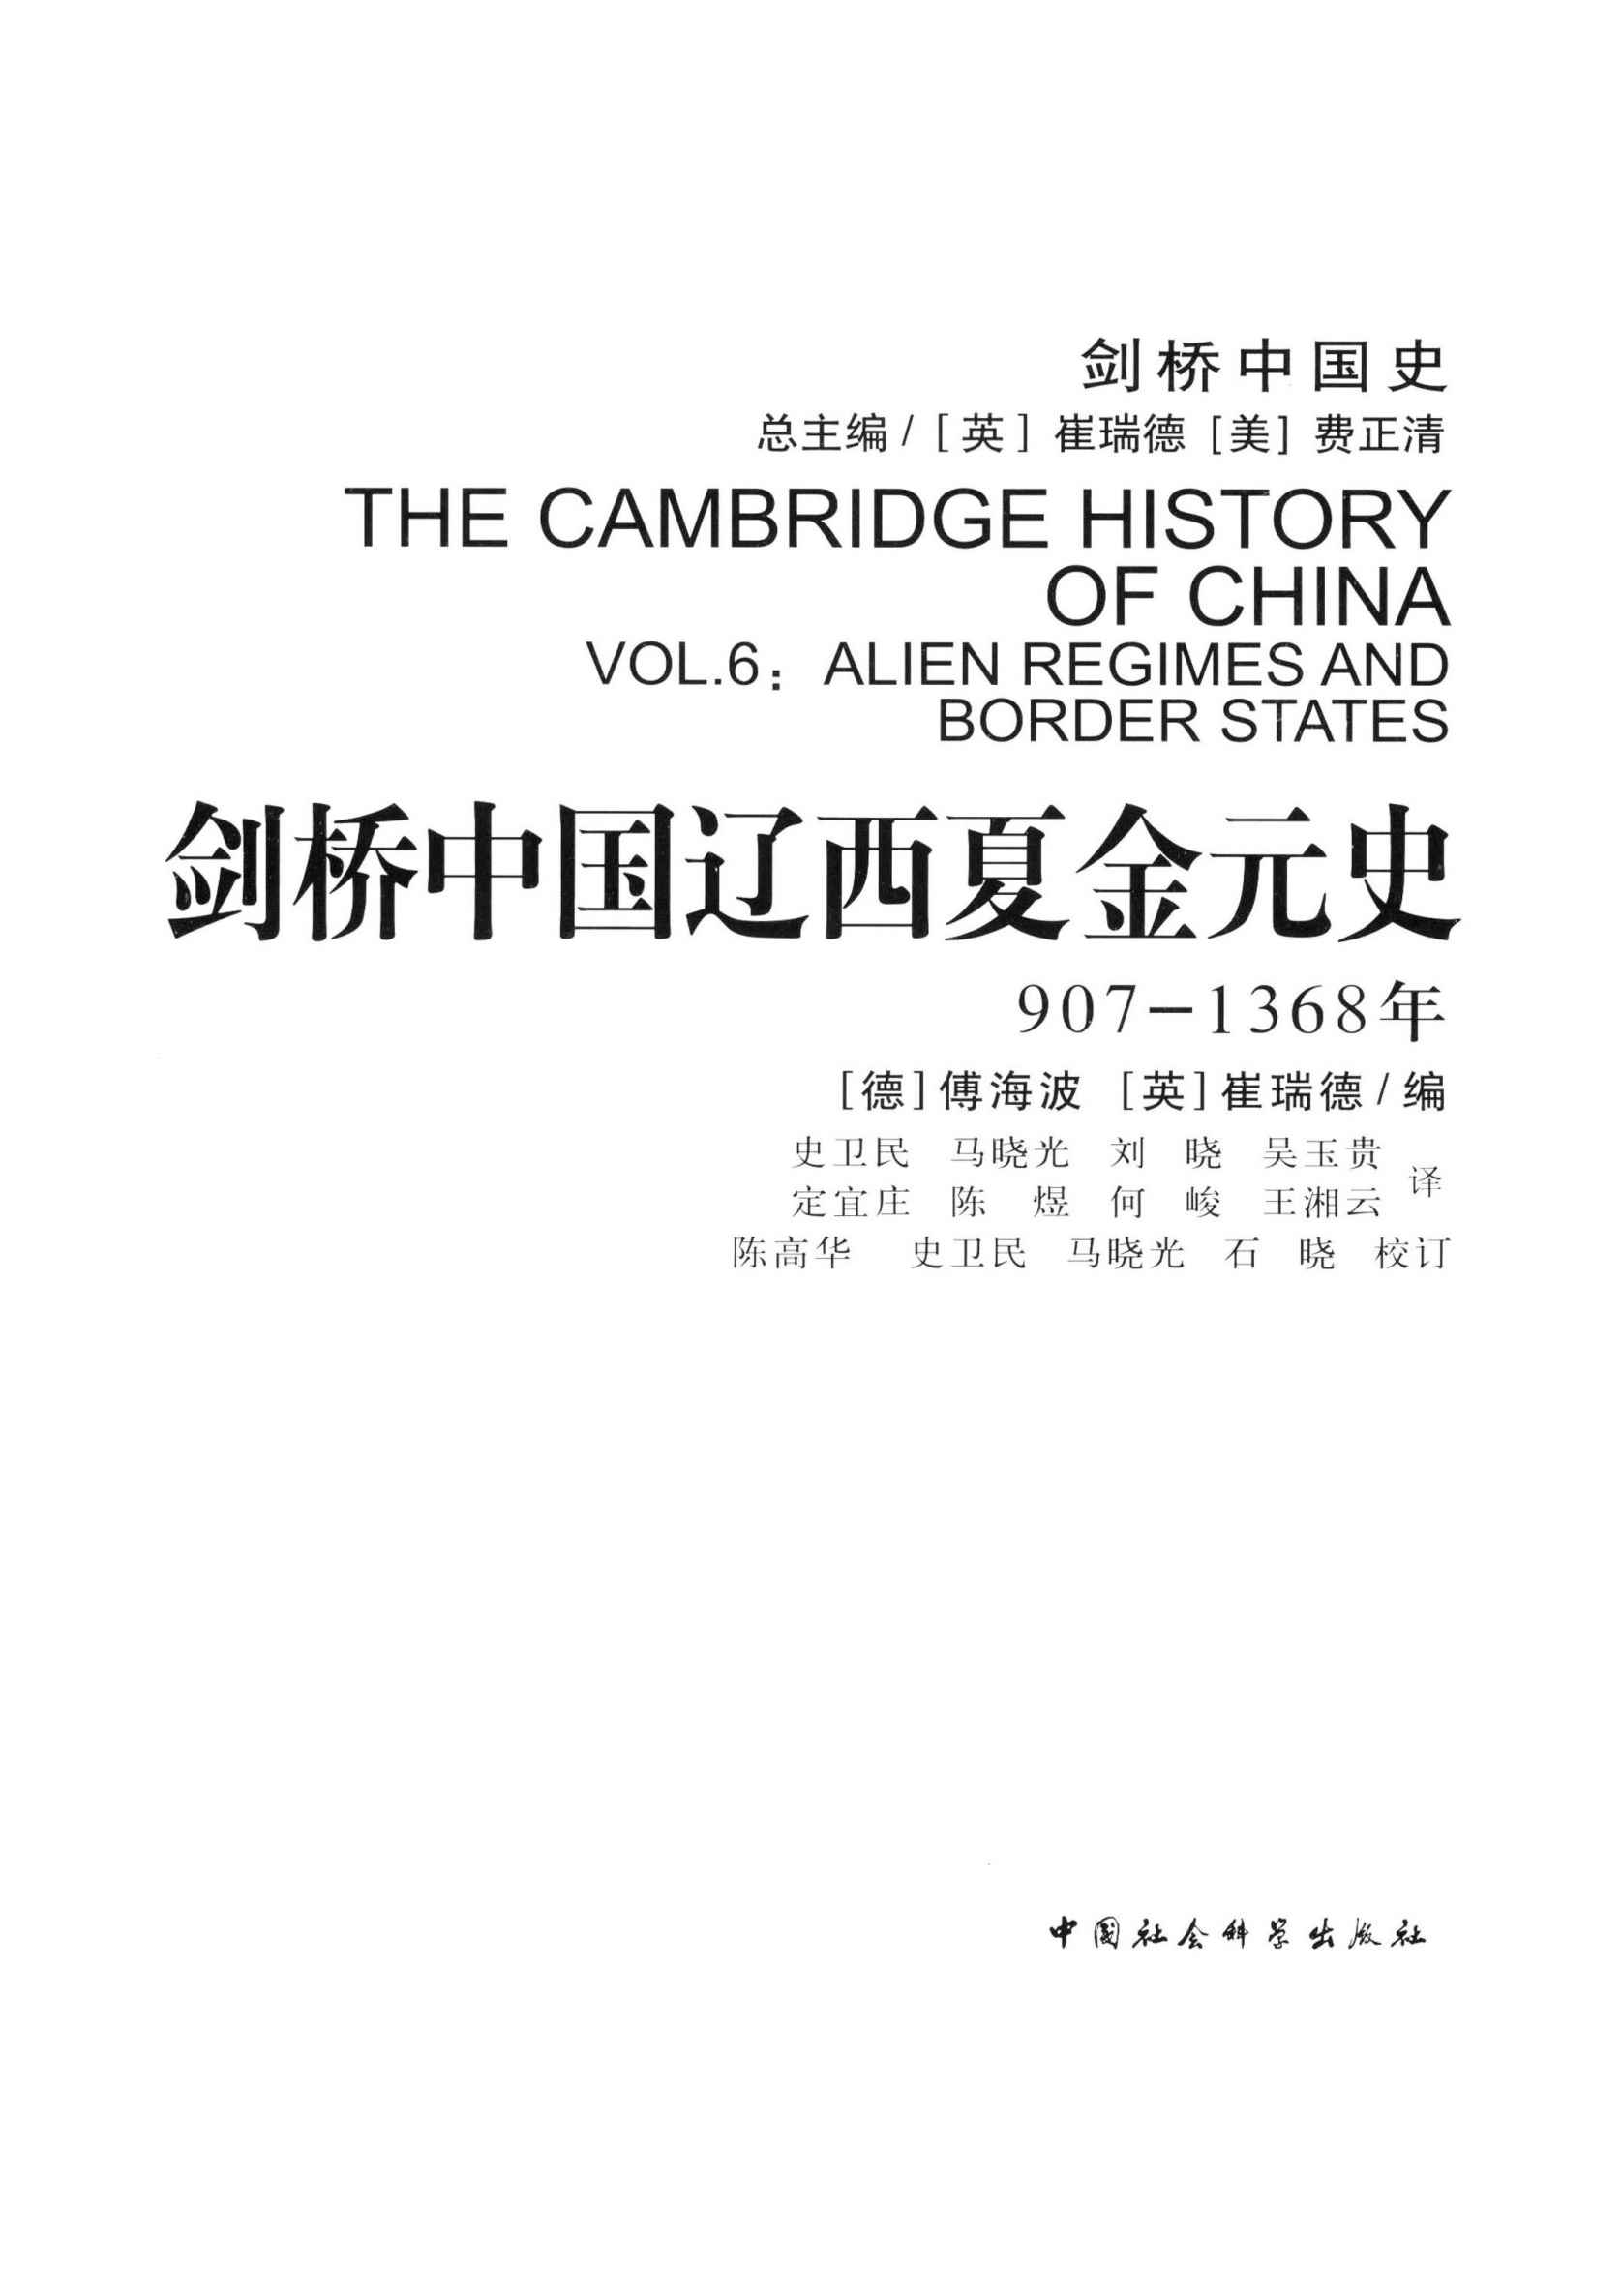 剑桥中国史
总主编/[英]崔瑞德[美]费正清
THE CAMBRIDGE HISTORY
OF CHINA
VOL.6：ALIEN REGIMES AND
BORDER STATES
剑桥中国辽西夏金元史
907-1368年
[德]傅海波 [英]崔瑞德/编
史卫民 马晓光 刘 晓 吴玉贵
定宜庄 陈 煜 何 峻 王湘云 译
陈高华 史卫民 马晓光 石 晓 校订
中国社会科学出版社